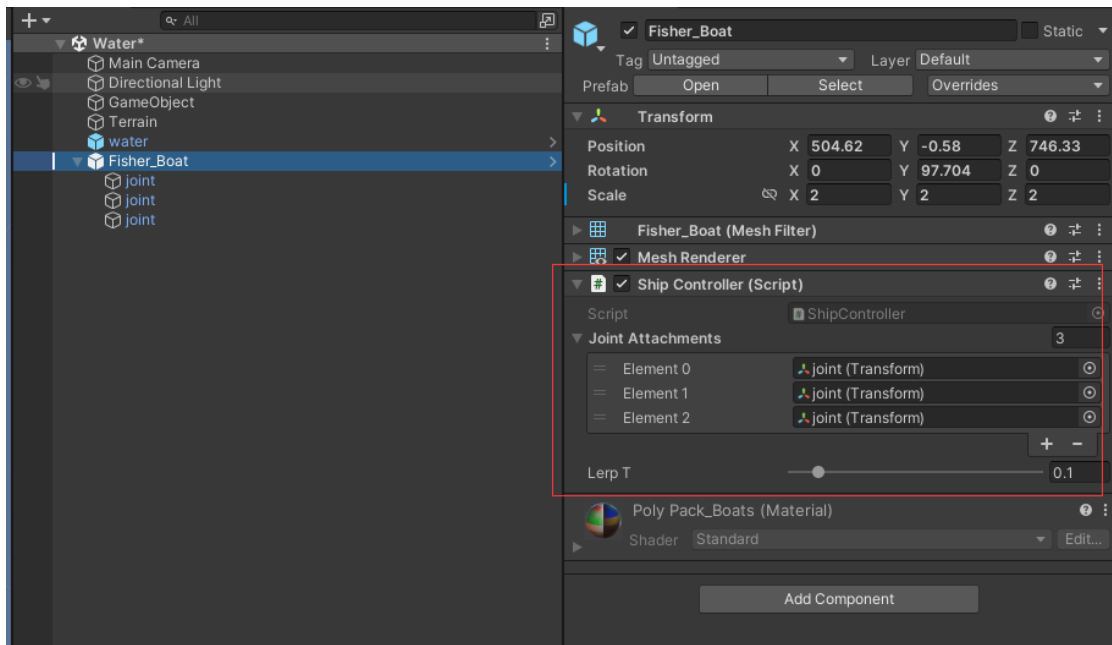 All
Water*
Main Camera
Directional Light
GameObject
Terrain
water
Fisher_Boat
joint
joint
joint
Fisher_Boat Static
Tag Untagged Layer Default
Prefab Open Select Overrides
Transform
Position X 504.62 Y -0.58 Z 746.33
Rotation X 0 Y 97.704 Z 0
Scale X 2 Y 2 Z 2
Fisher_Boat (Mesh Filter)
Mesh Renderer
# Ship Controller (Script)
Script ShipController
Joint Attachments 3
Element 0 joint (Transform)
Element 1 joint (Transform)
Element 2 joint (Transform)
+ −
Lerp T 0.1
Poly Pack_Boats (Material)
Shader Standard Edit...
Add Component